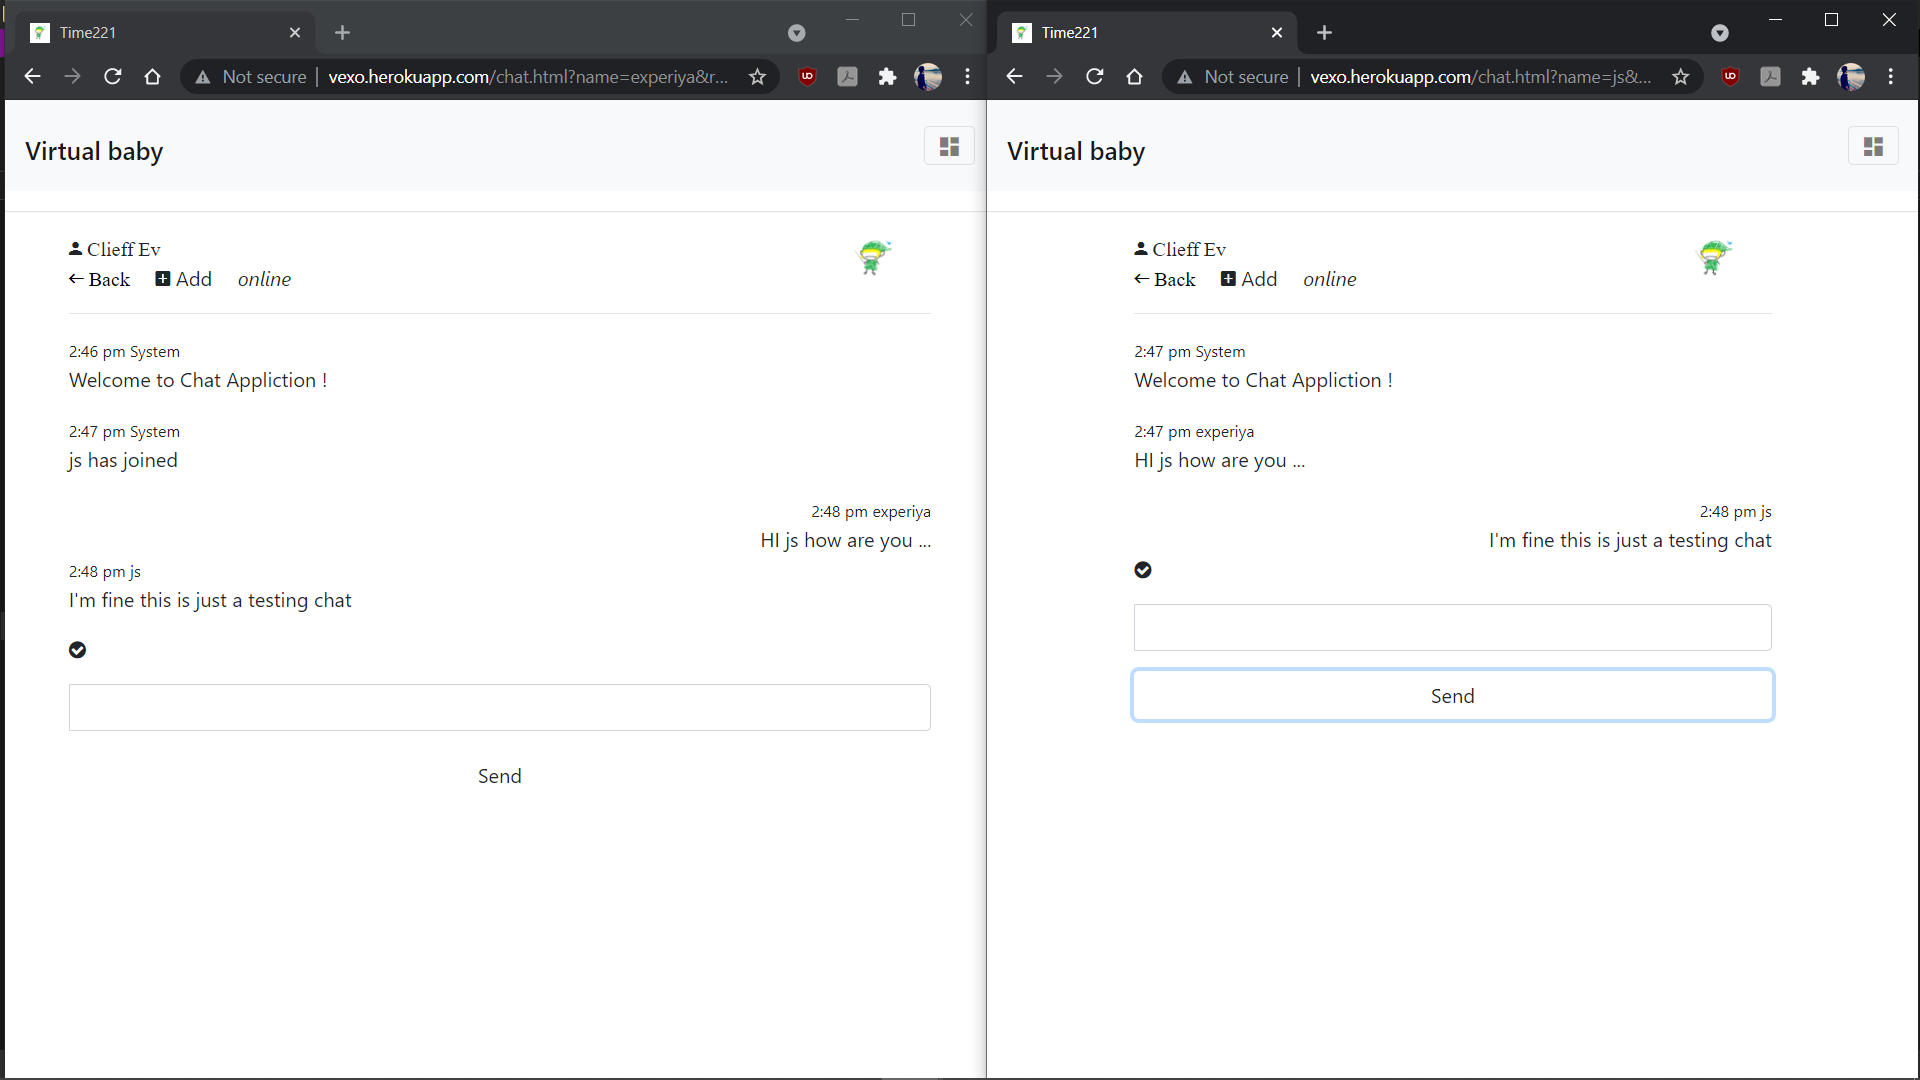 Time221
Not secure | vexo.herokuapp.com/chat.html?name=experiya&r...
Virtual baby
Clieff Ev
Back Add online
2:46 pm System
Welcome to Chat Appliction !
2:47 pm System
js has joined
2:48 pm experiya
HI js how are you ...
2:48 pm js
I'm fine this is just a testing chat
Send
Time221
Not secure | vexo.herokuapp.com/chat.html?name=js&...
Virtual baby
Clieff Ev
Back Add online
2:47 pm System
Welcome to Chat Appliction !
2:47 pm experiya
HI js how are you ...
2:48 pm js
I'm fine this is just a testing chat
Send